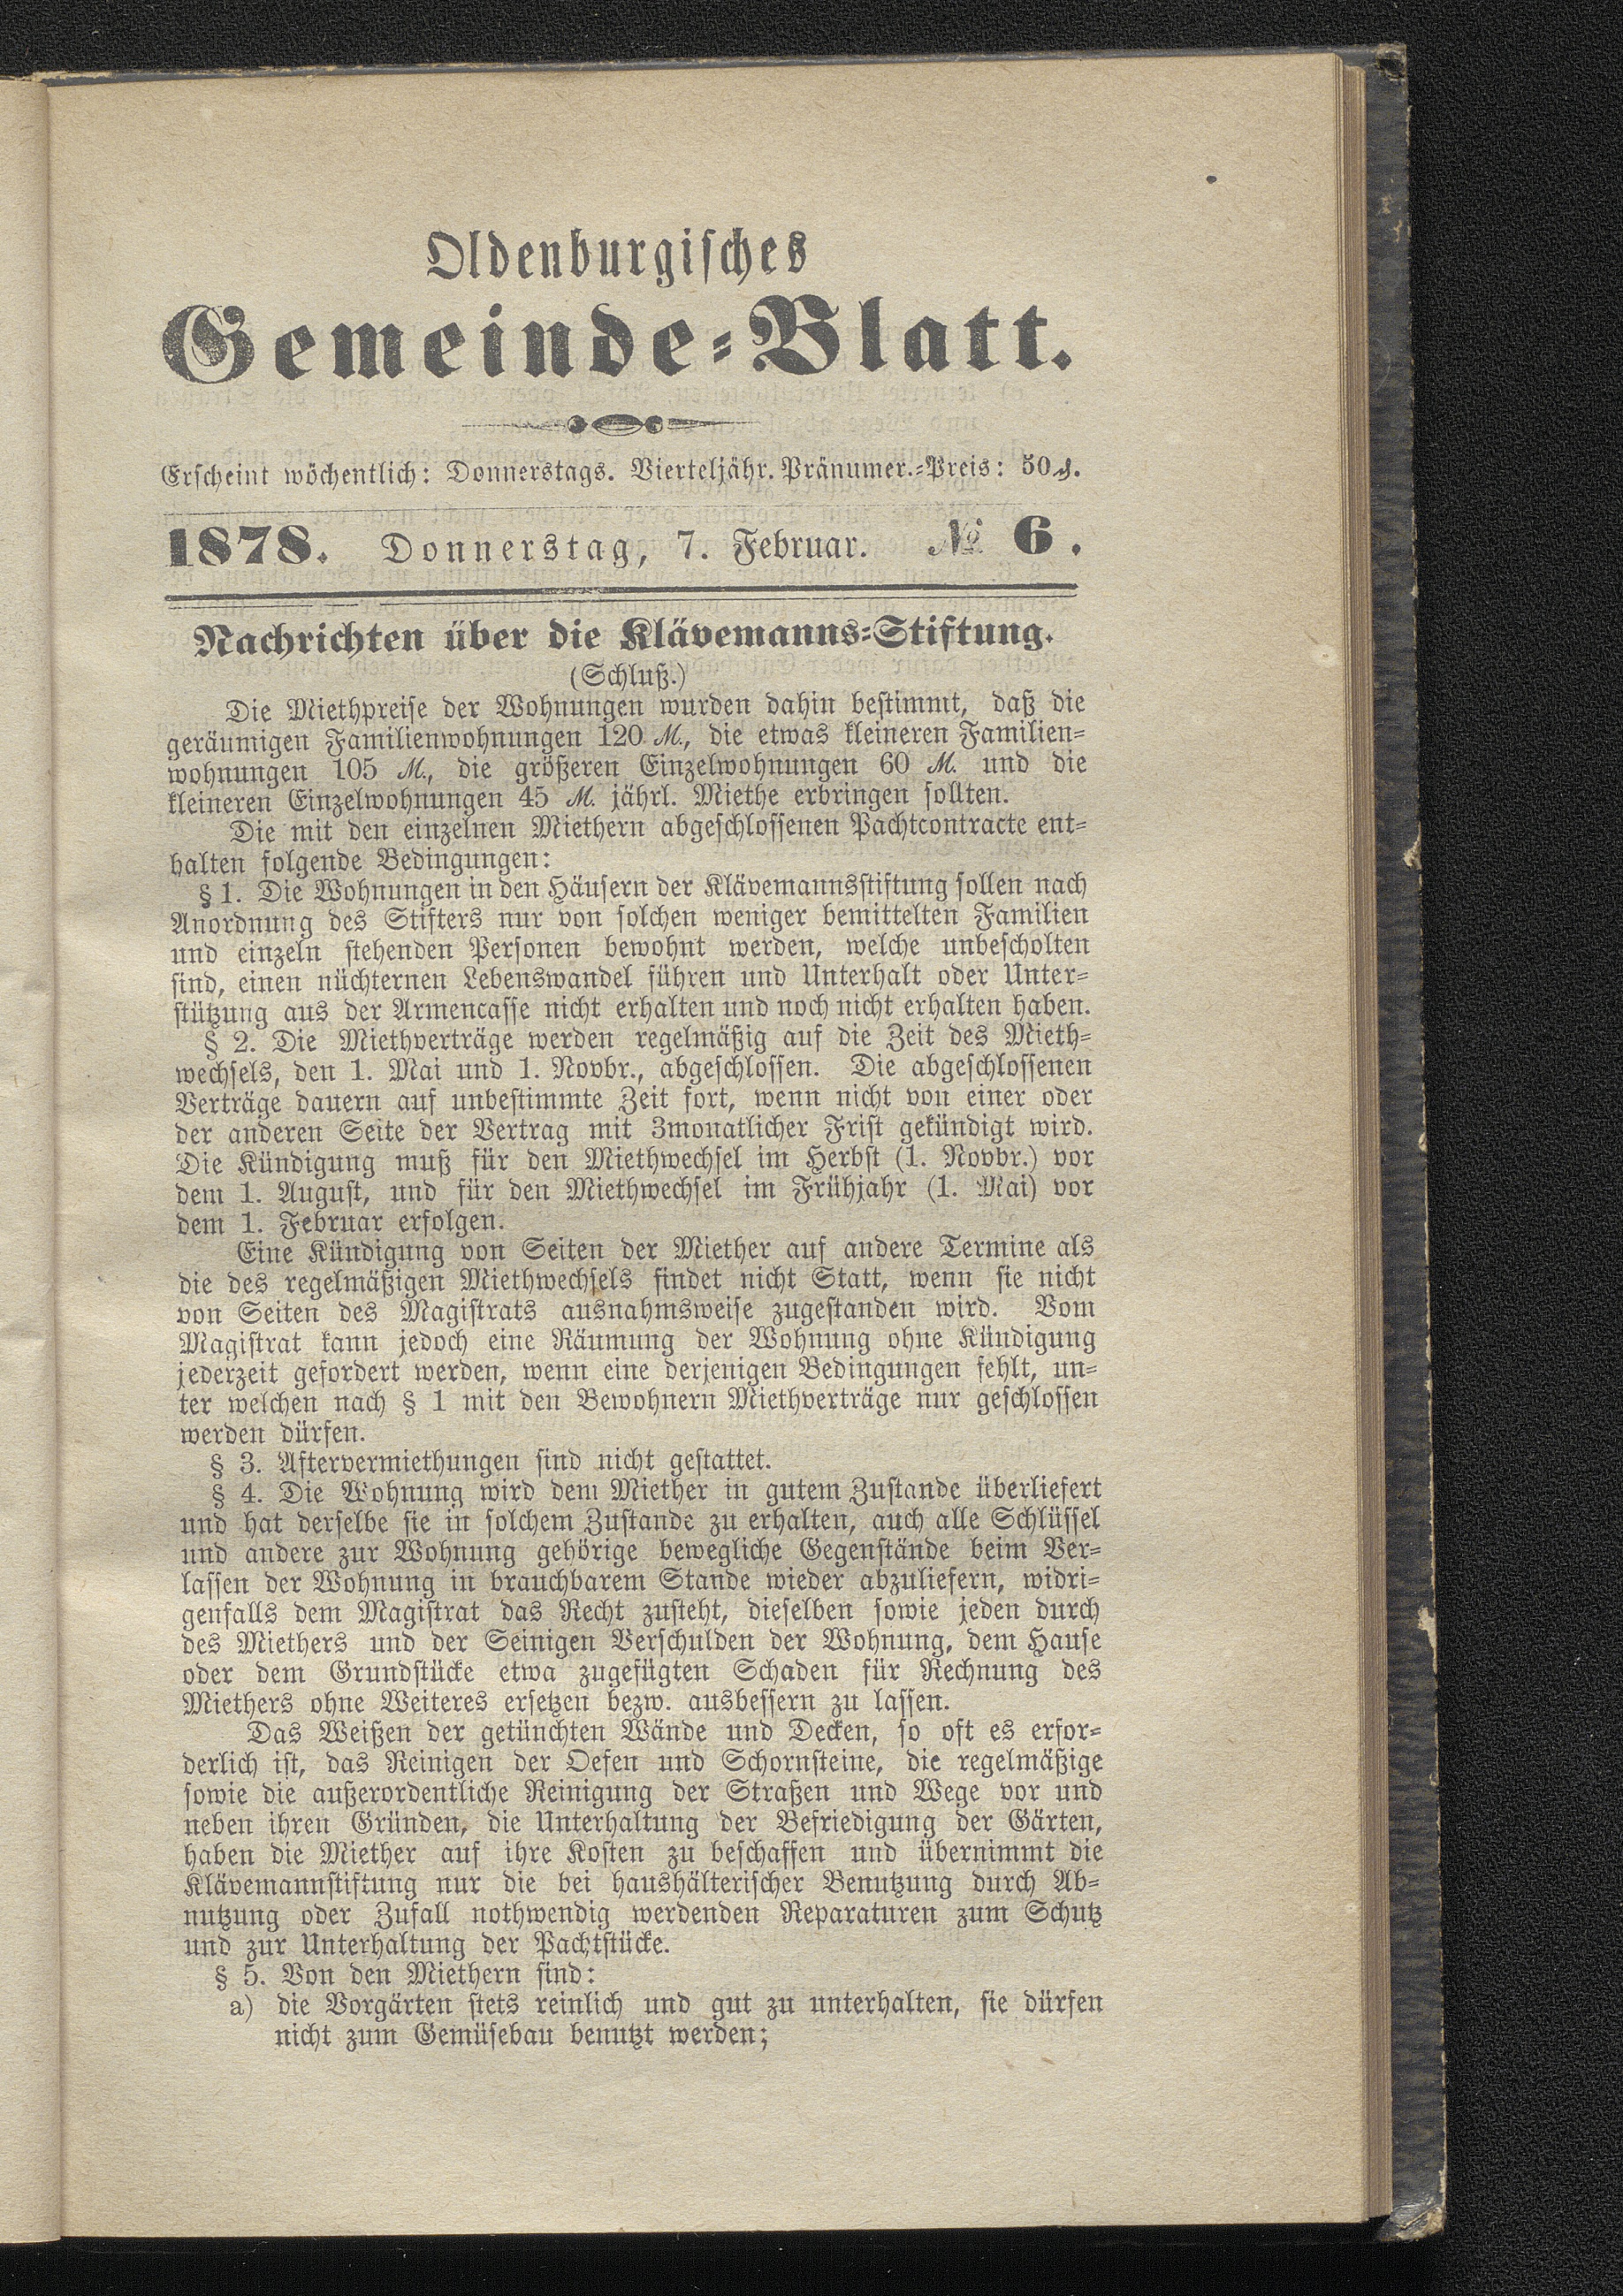 Oldenburgisches
Gemeinde-Blatt.
Erscheint wöchentlich: Donnerstags. Vierteljähr. Pränumer.-Preis: 50 ₰.
1878. Donnerstag, 7. Februar. № 6.
Nachrichten über die Klävemanns-Stiftung.
(Schluß.)
Die Miethpreise der Wohnungen wurden dahin bestimmt, daß die
geräumigen Familienwohnungen 120 M., die etwas kleineren Familien-
wohnungen 105 M., die größeren Einzelwohnungen 60 M. und die
kleineren Einzelwohnungen 45 M. jährl. Miethe erbringen sollten.
Die mit den einzelnen Miethern abgeschlossenen Pachtcontracte ent-
halten folgende Bedingungen:
§ 1. Die Wohnungen in den Häusern der Klävemannsstiftung sollen nach
Anordnung des Stifters nur von solchen weniger bemittelten Familien
und einzeln stehenden Personen bewohnt werden, welche unbescholten
sind, einen nüchternen Lebenswandel führen und Unterhalt oder Unter-
stützung aus der Armencasse nicht erhalten und noch nicht erhalten haben.
§ 2. Die Miethverträge werden regelmäßig auf die Zeit des Mieth-
wechsels, den 1. Mai und 1. Novbr., abgeschlossen. Die abgeschlossenen
Verträge dauern auf unbestimmte Zeit fort, wenn nicht von einer oder
der anderen Seite der Vertrag mit 3monatlicher Frist gekündigt wird.
Die Kündigung muß für den Miethwechsel im Herbst (1. Novbr.) vor
dem 1. August, und für den Miethwechsel im Frühjahr (1. Mai) vor
dem 1. Februar erfolgen.
Eine Kündigung von Seiten der Miether auf andere Termine als
die des regelmäßigen Miethwechsels findet nicht Statt, wenn sie nicht
von Seiten des Magistrats ausnahmsweise zugestanden wird. Vom
Magistrat kann jedoch eine Räumung der Wohnung ohne Kündigung
jederzeit gefordert werden, wenn eine derjenigen Bedingungen fehlt, un-
ter welchen nach § 1 mit den Bewohnern Miethverträge nur geschlossen
werden dürfen.
§ 3. Aftervermiethungen sind nicht gestattet.
§ 4. Die Wohnung wird dem Miether in gutem Zustande überliefert
und hat derselbe sie in solchem Zustande zu erhalten, auch alle Schlüssel
und andere zur Wohnung gehörige bewegliche Gegenstände beim Ver-
lassen der Wohnung in brauchbarem Stande wieder abzuliefern, widri-
genfalls dem Magistrat das Recht zusteht, dieselben sowie jeden durch
des Miethers und der Seinigen Verschulden der Wohnung, dem Hause
oder dem Grundstücke etwa zugefügten Schaden für Rechnung des
Miethers ohne Weiteres ersetzen bezw. ausbessern zu lassen.
Das Weißen der getünchten Wände und Decken, so oft es erfor-
derlich ist, das Reinigen der Oefen und Schornsteine, die regelmäßige
sowie die außerordentliche Reinigung der Straßen und Wege vor und
neben ihren Gründen, die Unterhaltung der Befriedigung der Gärten,
haben die Miether auf ihre Kosten zu beschaffen und übernimmt die
Klävemannstiftung nur die bei haushälterischer Benutzung durch Ab-
nutzung oder Zufall nothwendig werdenden Reparaturen zum Schutz
und zur Unterhaltung der Pachtstücke.
§ 5. Von den Miethern sind:
a) die Vorgärten stets reinlich und gut zu unterhalten, sie dürfen
nicht zum Gemüsebau benutzt werden;